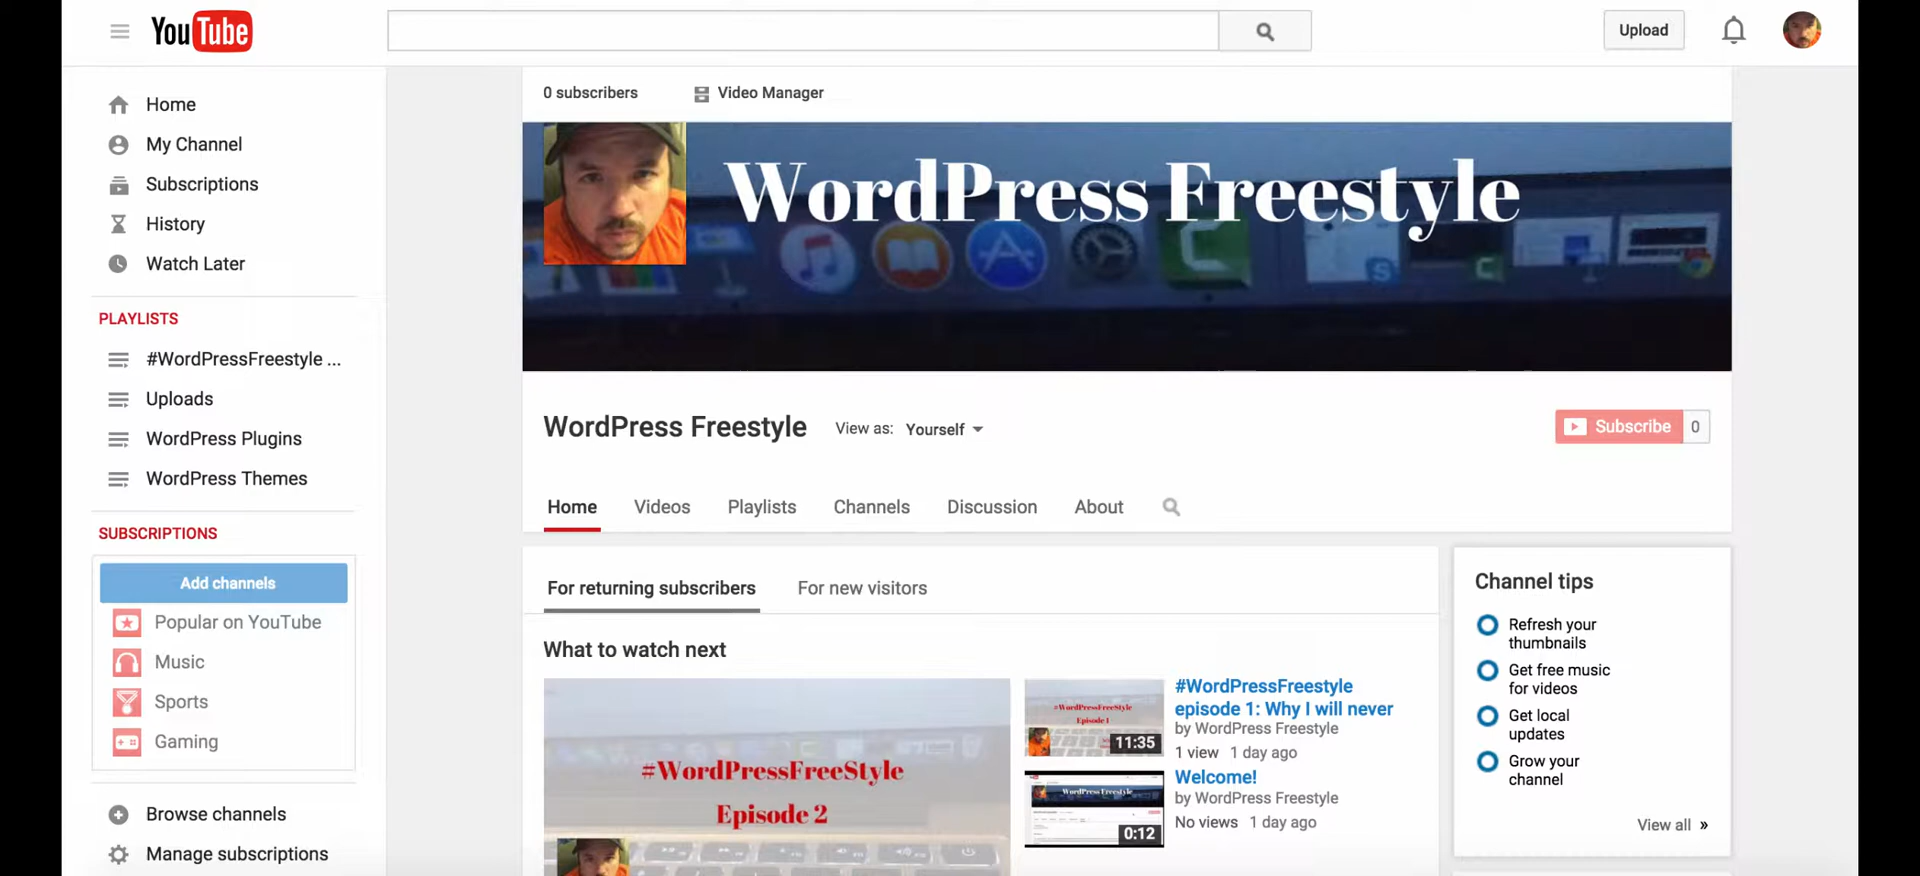 YouTube
Upload
Home
My Channel
Subscriptions
History
Watch Later
PLAYLISTS
#WordPressFreestyle ...
Uploads
WordPress Plugins
WordPress Themes
SUBSCRIPTIONS
Add channels
Popular on YouTube
Music
Sports
Gaming
Browse channels
Manage subscriptions
0 subscribers
Video Manager
WordPress Freestyle
WordPress Freestyle
View as: Yourself
Subscribe 0
Home Videos Playlists Channels Discussion About
For returning subscribers For new visitors
What to watch next
#WordPressFreeStyle
Episode 2
#WordPressFreeStyle
Episode 1
11:35
#WordPressFreestyle
episode 1: Why I will never
by WordPress Freestyle
1 view 1 day ago
WordPress Freestyle
0:12
Welcome!
by WordPress Freestyle
No views 1 day ago
Channel tips
Refresh your
thumbnails
Get free music
for videos
Get local
updates
Grow your
channel
View all »